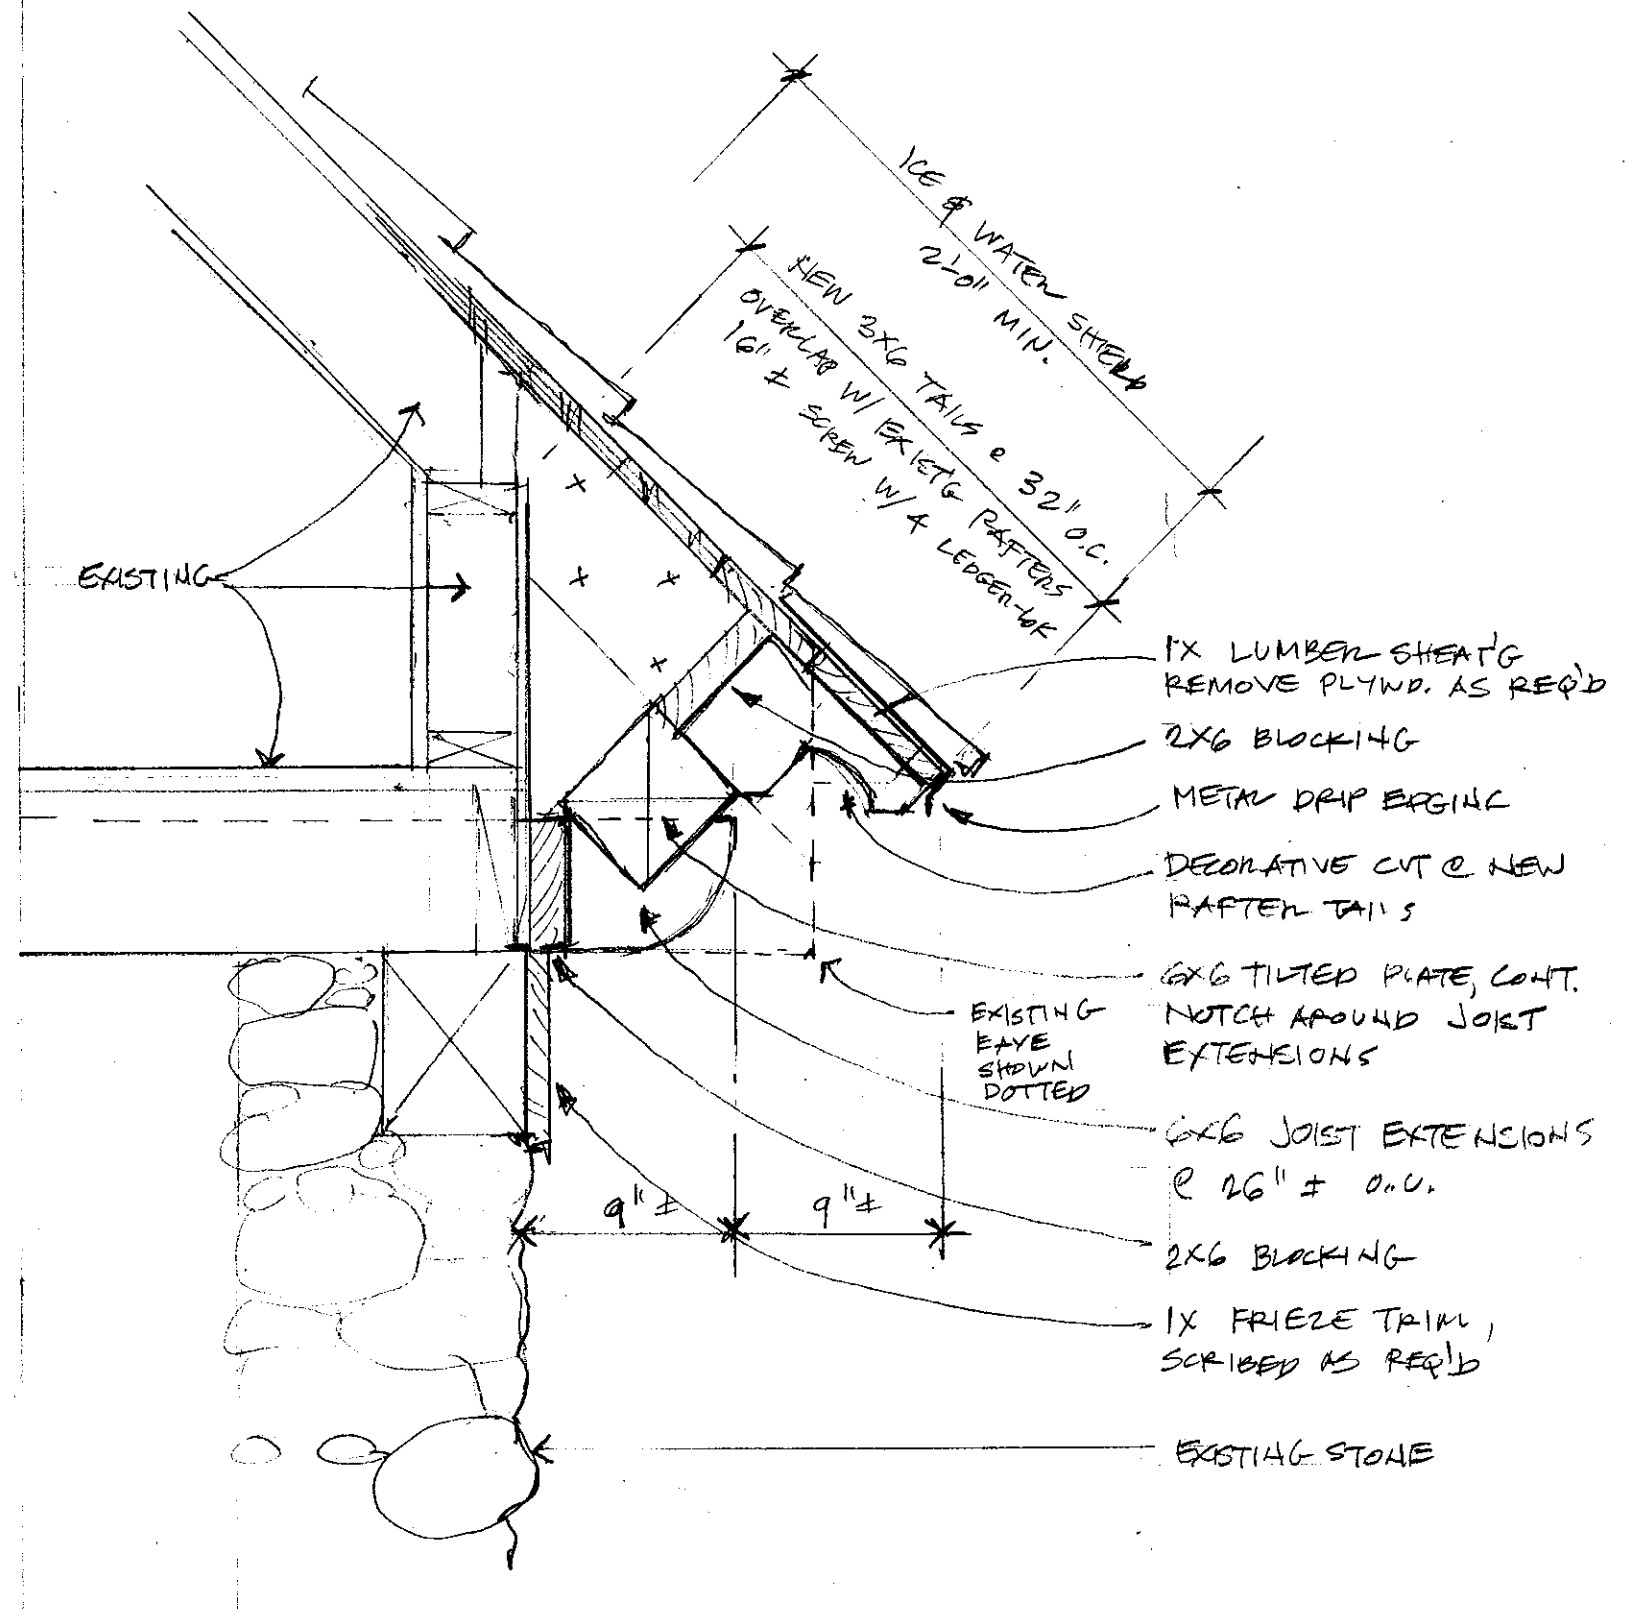 ICE & WATER SHIELD
2'-0" MIN.
NEW 3X6 TAILS @ 32" O.C.
OVERLAP W/ EXIST'G RAFTERS
16" ± SCREW W/ 4 LEDGER-LOK
EXISTING
1X LUMBER SHEAT'G
REMOVE PLYWD. AS REQ'D
2X6 BLOCKING
METAL DRIP EDGING
DECORATIVE CUT @ NEW
RAFTER TAILS
6X6 TILTED PLATE, CONT.
NOTCH AROUND JOIST
EXTENSIONS
EXISTING
EAVE
SHOWN
DOTTED
6X6 JOIST EXTENSIONS
@ 26" ± O.C.
9" ± 9" ±
2X6 BLOCKING
1X FRIEZE TRIM,
SCRIBED AS REQ'D
EXISTING STONE